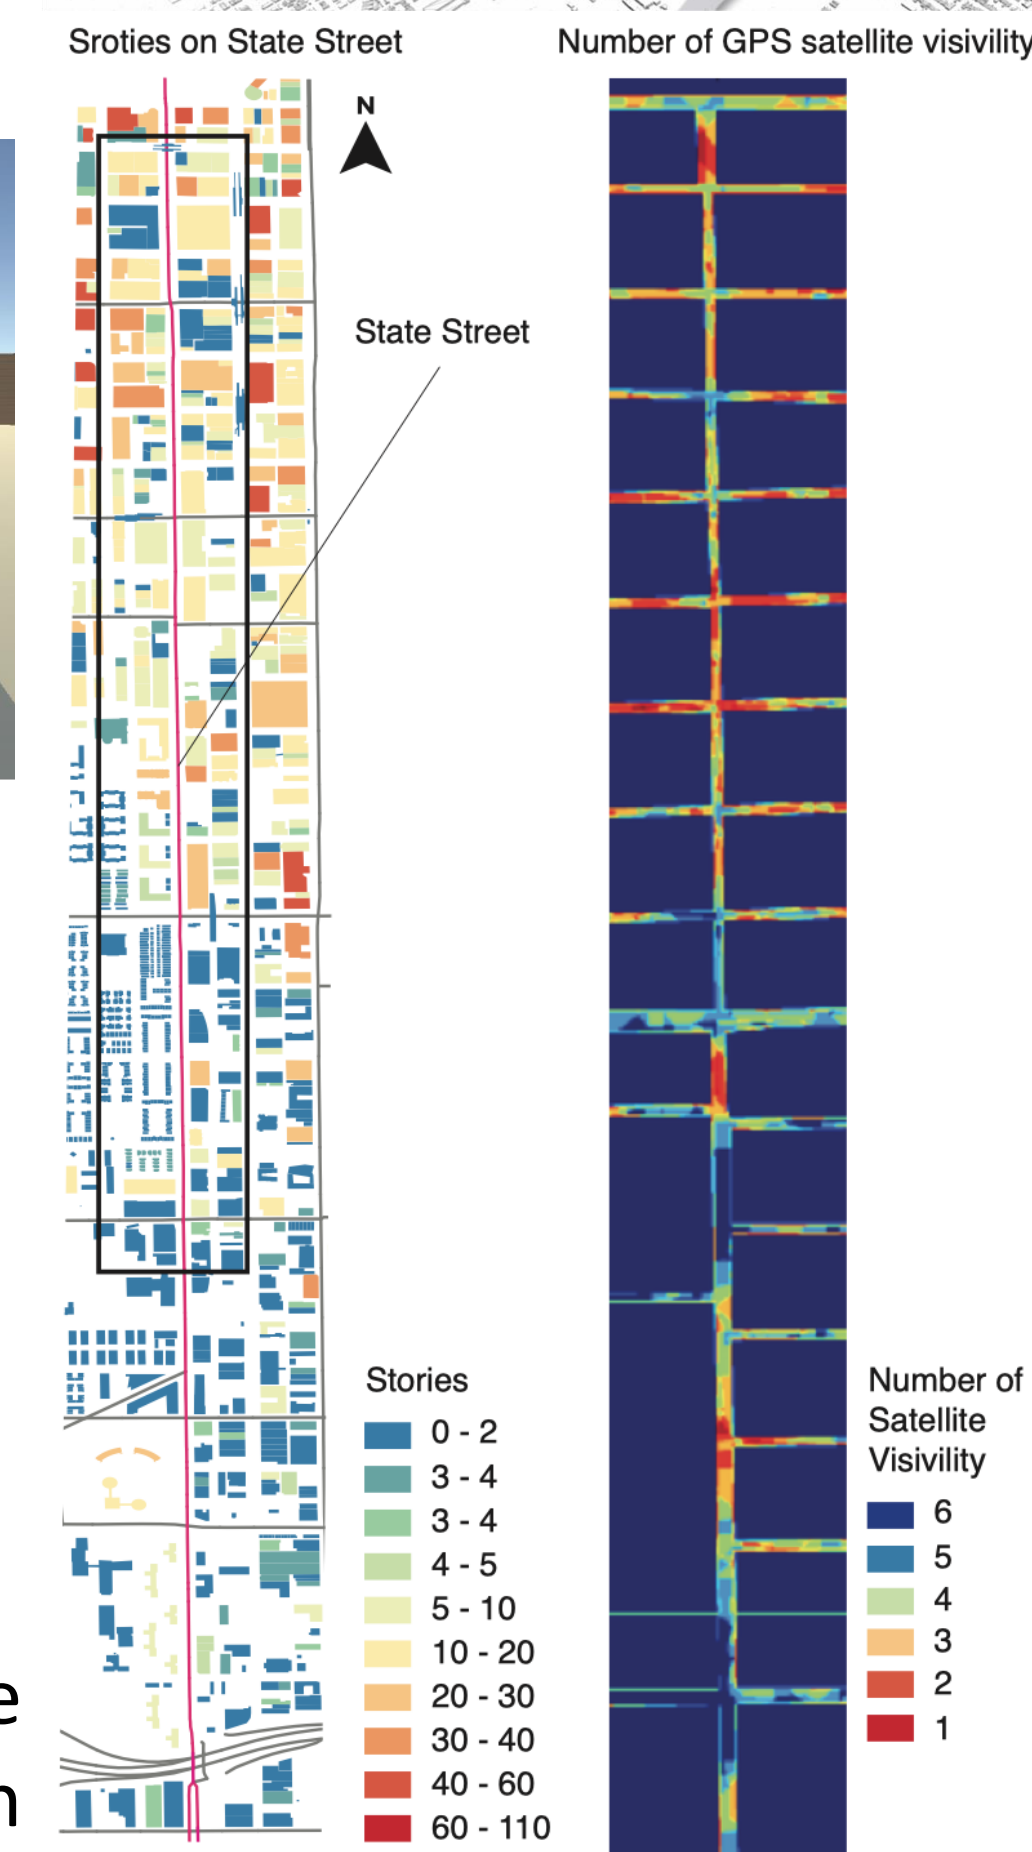 Sroties on State Street
Number of GPS satellite visivility
N
State Street
Stories
0 - 2
3 - 4
3 - 4
4 - 5
5 - 10
10 - 20
20 - 30
30 - 40
40 - 60
60 - 110
Number of
Satellite
Visivility
6
5
4
3
2
1
e
n